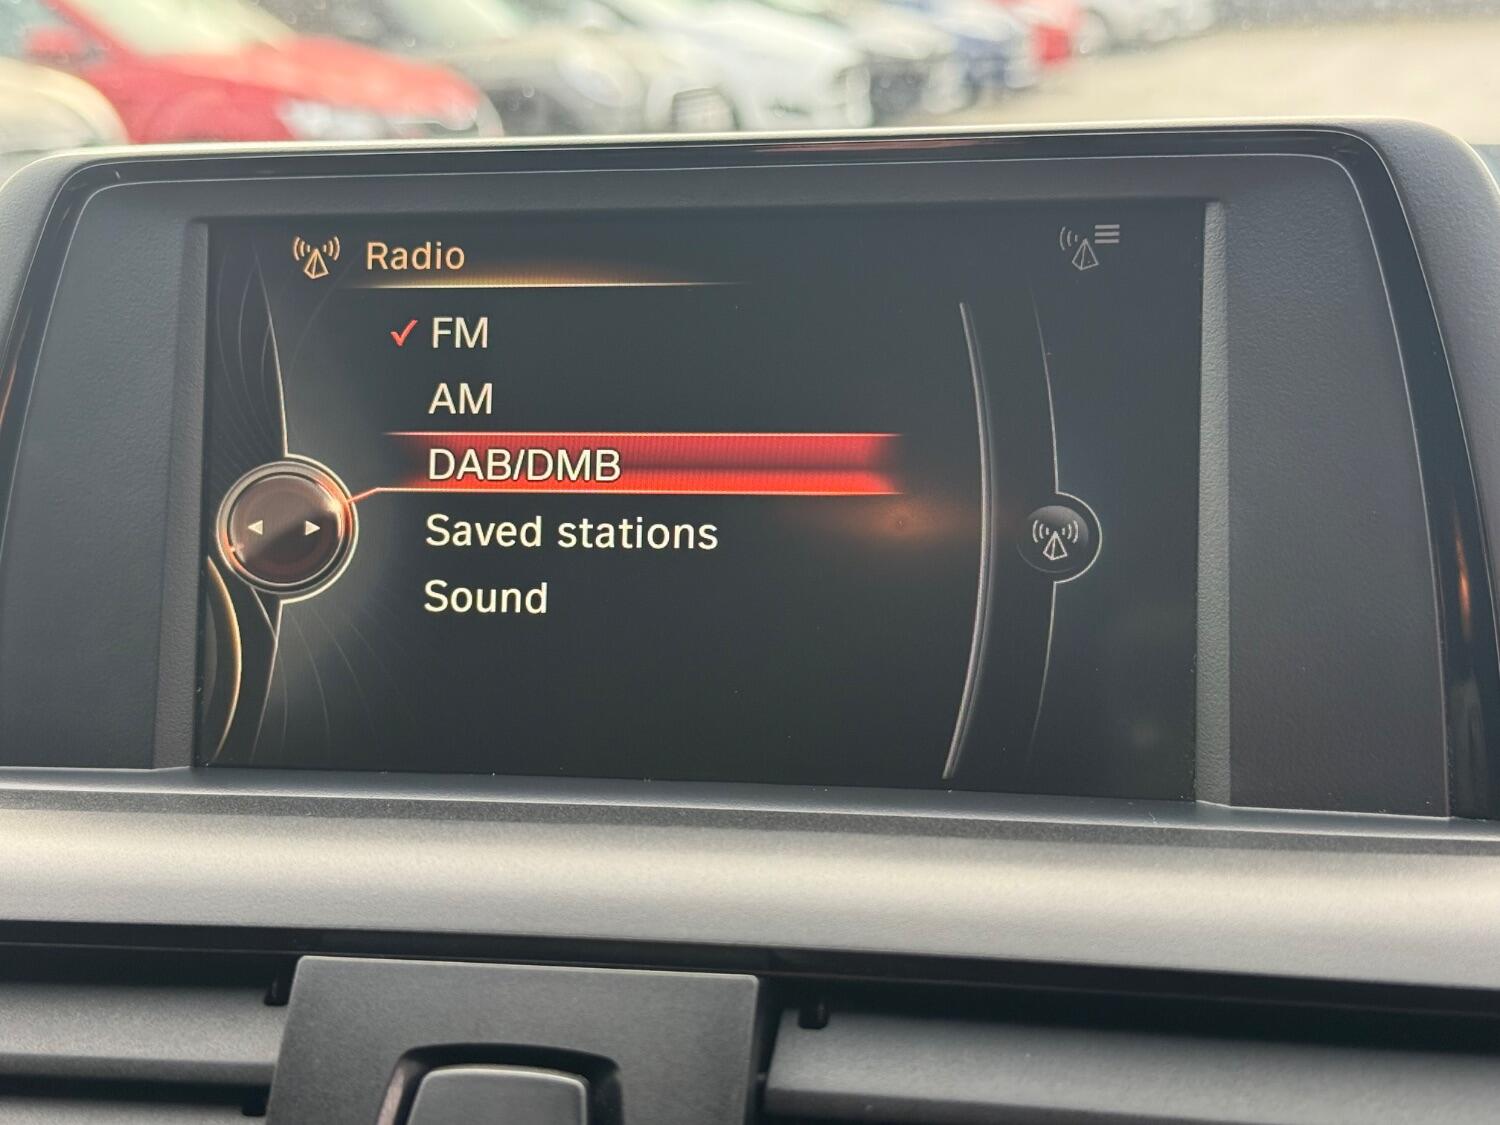 Radio
FM
AM
DAB/DMB
Saved stations
Sound